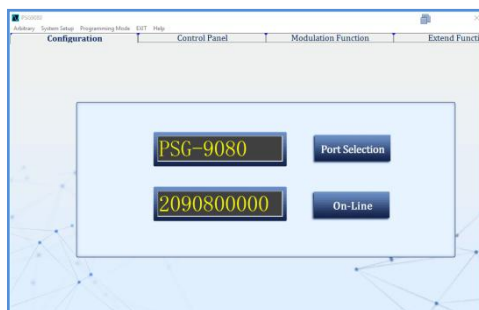 PSG9080
Arbitrary System Setup Programming Mode EXIT Help
Configuration Control Panel Modulation Function Extend Functi
PSG-9080 Port Selection
2090800000 On-Line